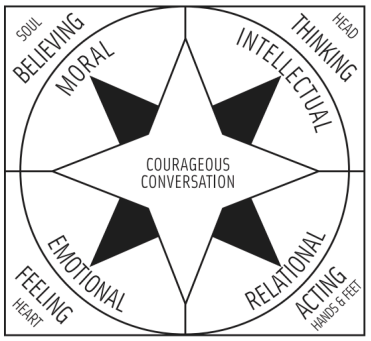 SOUL
BELIEVING
MORAL
HEAD
THINKING
INTELLECTUAL
COURAGEOUS
CONVERSATION
EMOTIONAL
FEELING
HEART
RELATIONAL
ACTING
HANDS & FEET